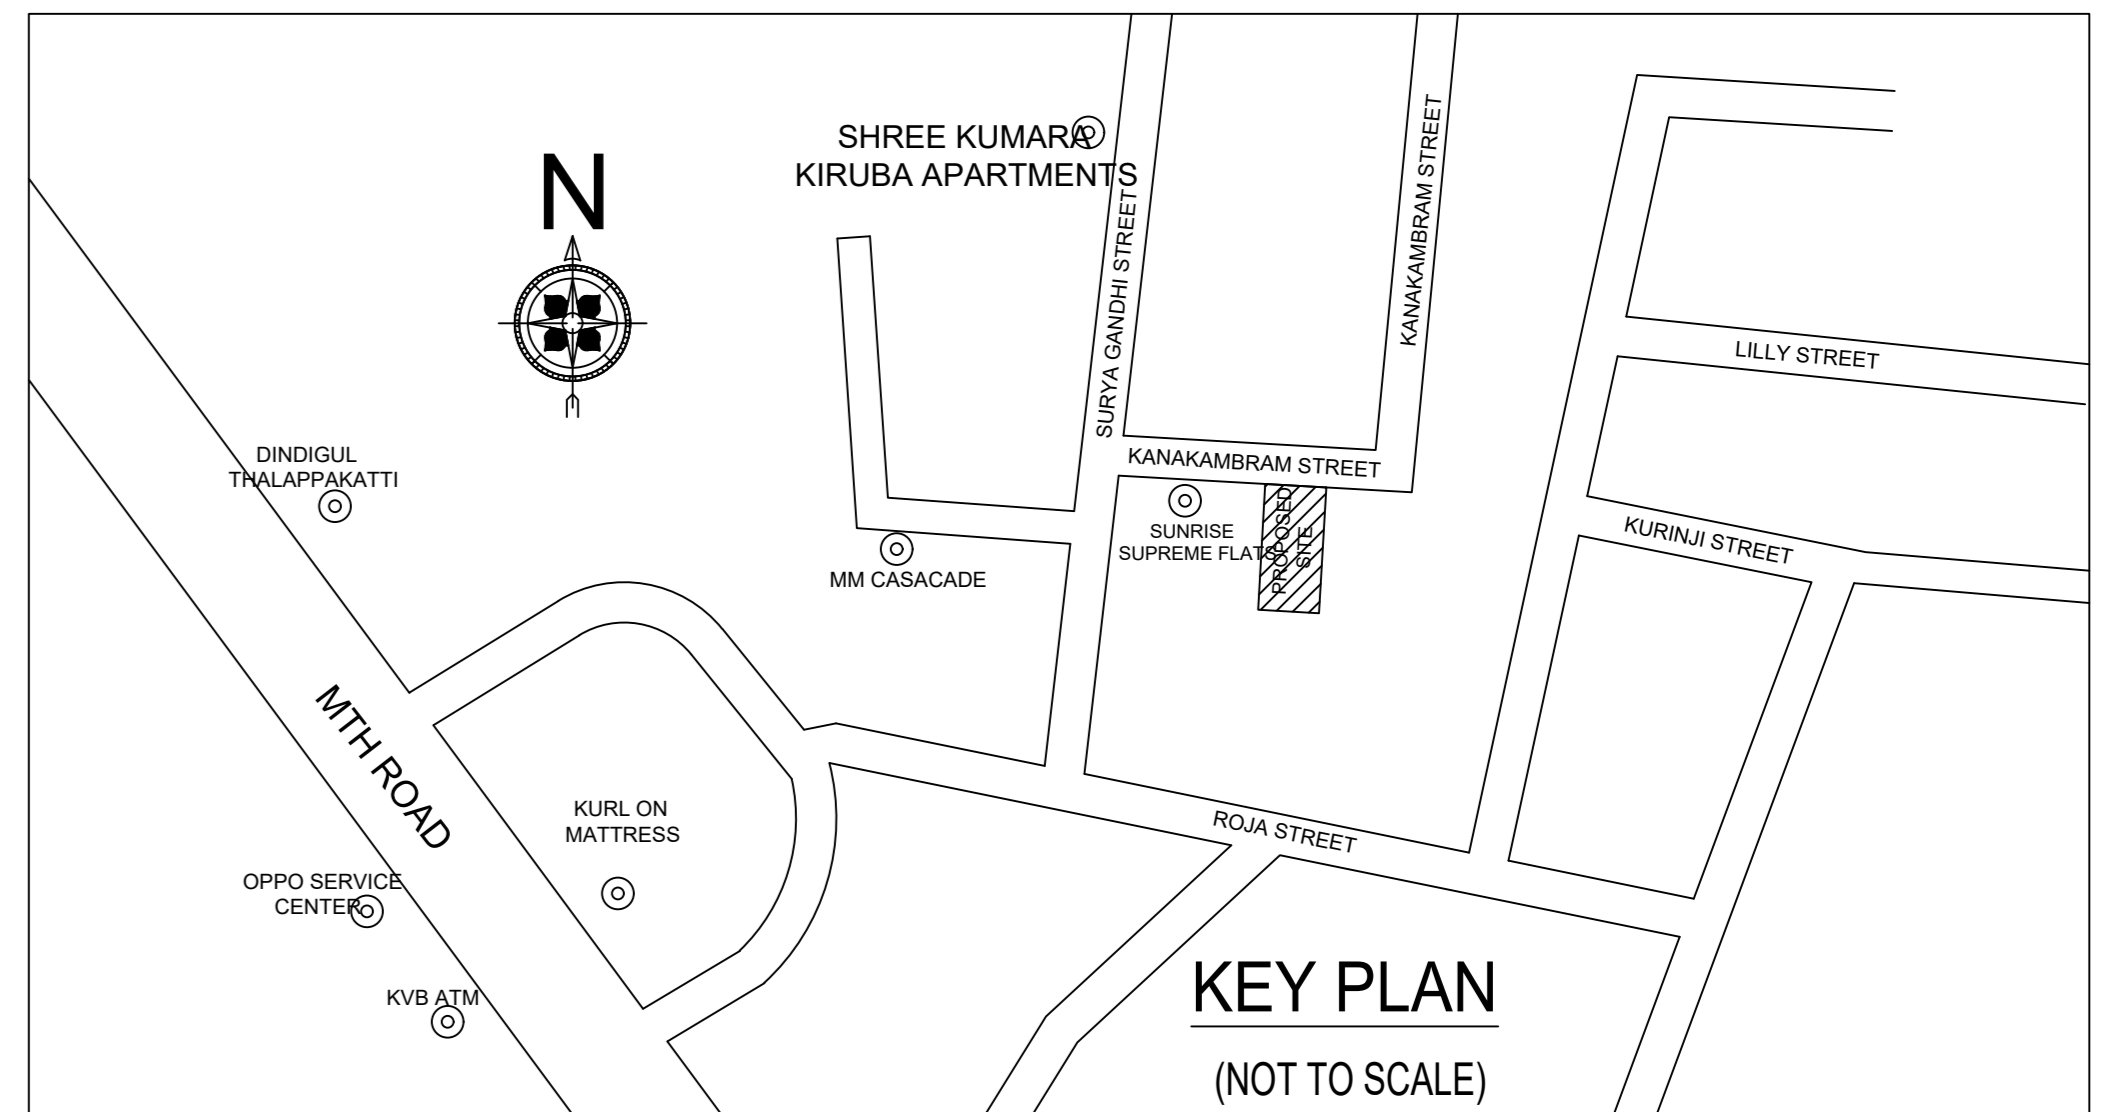 SHREE KUMARA
KIRUBA APARTMENTS
N
SURYA GANDHI STREET
KANAKAMBRAM STREET
LILLY STREET
DINDIGUL
THALAPPAKATTI
KANAKAMBRAM STREET
SUNRISE
SUPREME FLATS
PROPOSED
SITE
KURINJI STREET
MM CASACADE
MTH ROAD
KURL ON
MATTRESS
ROJA STREET
OPPO SERVICE
CENTER
KVB ATM
KEY PLAN
(NOT TO SCALE)